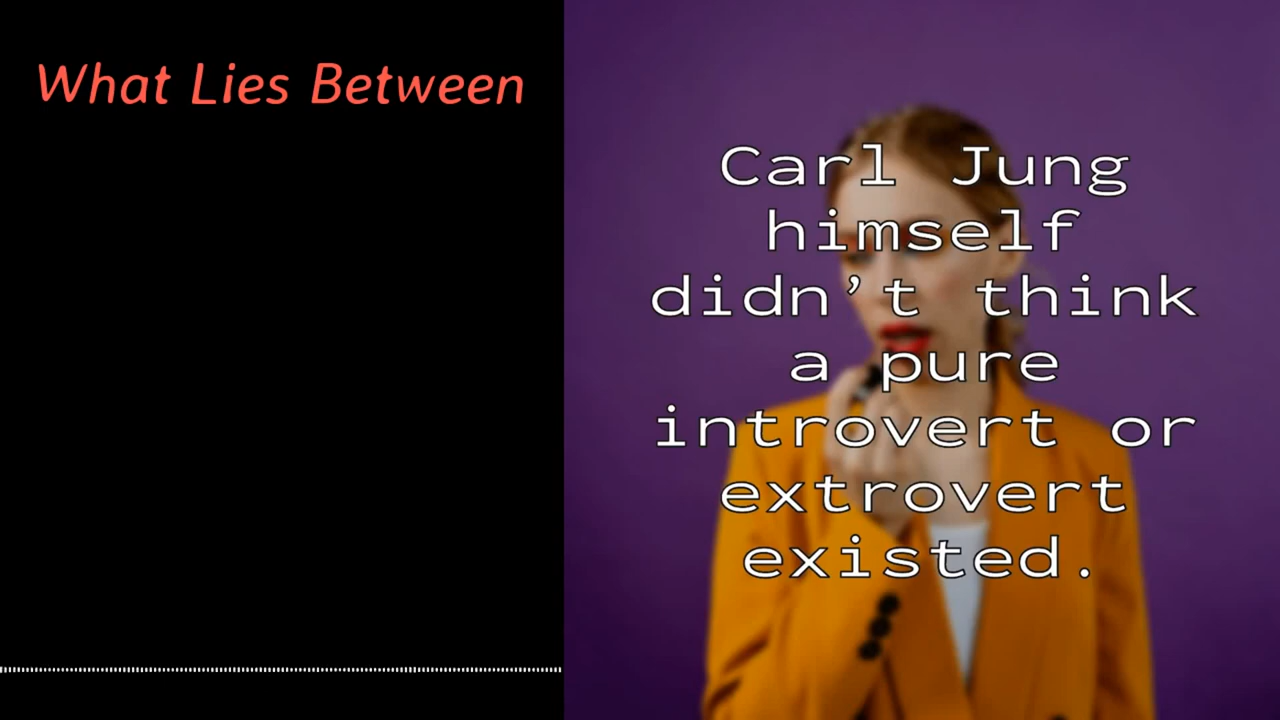 What Lies Between
Carl Jung
himself
didn’t think
a pure
introvert or
extrovert
existed.